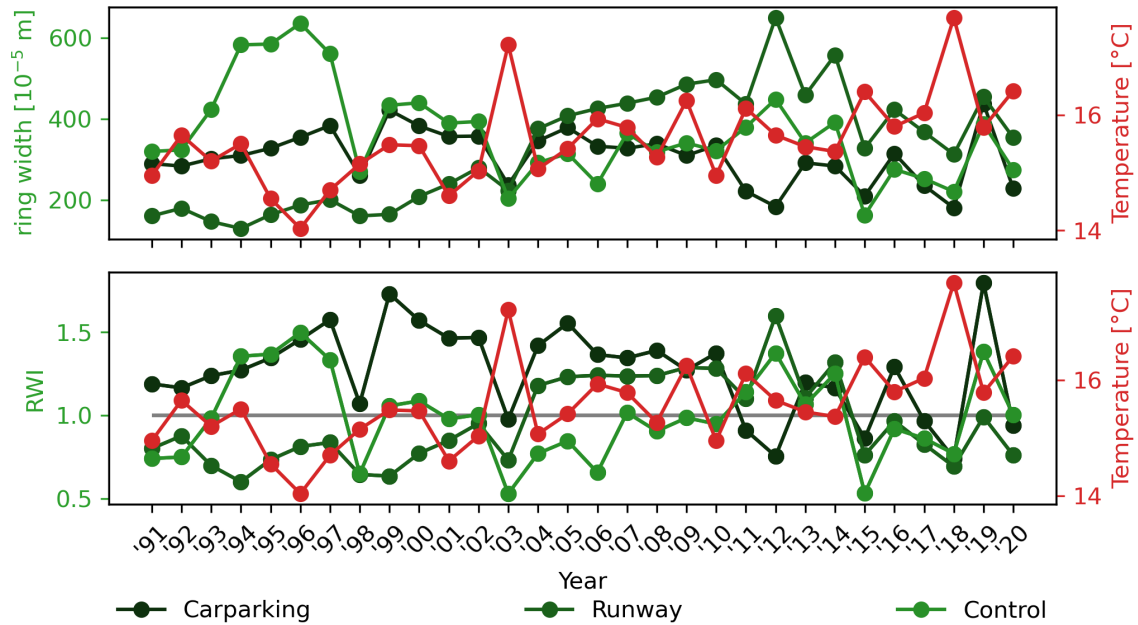 ring width [10⁻⁵ m]
600
400
200
16
14
Temperature [°C]
RWI
1.5
1.0
0.5
16
14
Temperature [°C]
'91 '92 '93 '94 '95 '96 '97 '98 '99 '00 '01 '02 '03 '04 '05 '06 '07 '08 '09 '10 '11 '12 '13 '14 '15 '16 '17 '18 '19 '20
Year
Carparking Runway Control